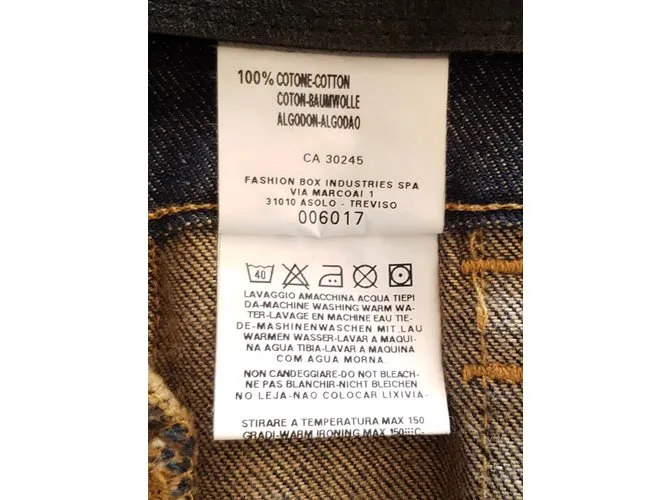 100% COTONE-COTTON
COTON-BAUMWOLLE
ALGODON-ALGODAO
CA 30245
FASHION BOX INDUSTRIES SPA
VIA MARCOAI 1
31010 ASOLO - TREVISO
006017
40
LAVAGGIO AMACCHINA ACQUA TIEPI
DA-MACHINE WASHING WARM WA-
TER-LAVAGE EN MACHINE EAU TIE-
DE-MASHINENWASCHEN MIT LAU
WARMEN WASSER-LAVAR A MAQUI-
NA AGUA TIBIA-LAVAR A MAQUINA
COM AGUA MORNA.
NON CANDEGGIARE-DO NOT BLEACH-
NE PAS BLANCHIR-NICHT BLEICHEN
NO LEJA-NAO COLOCAR LIXIVIA-
STIRARE A TEMPERATURA MAX 150
GRADI-WARM IRONING MAX 150